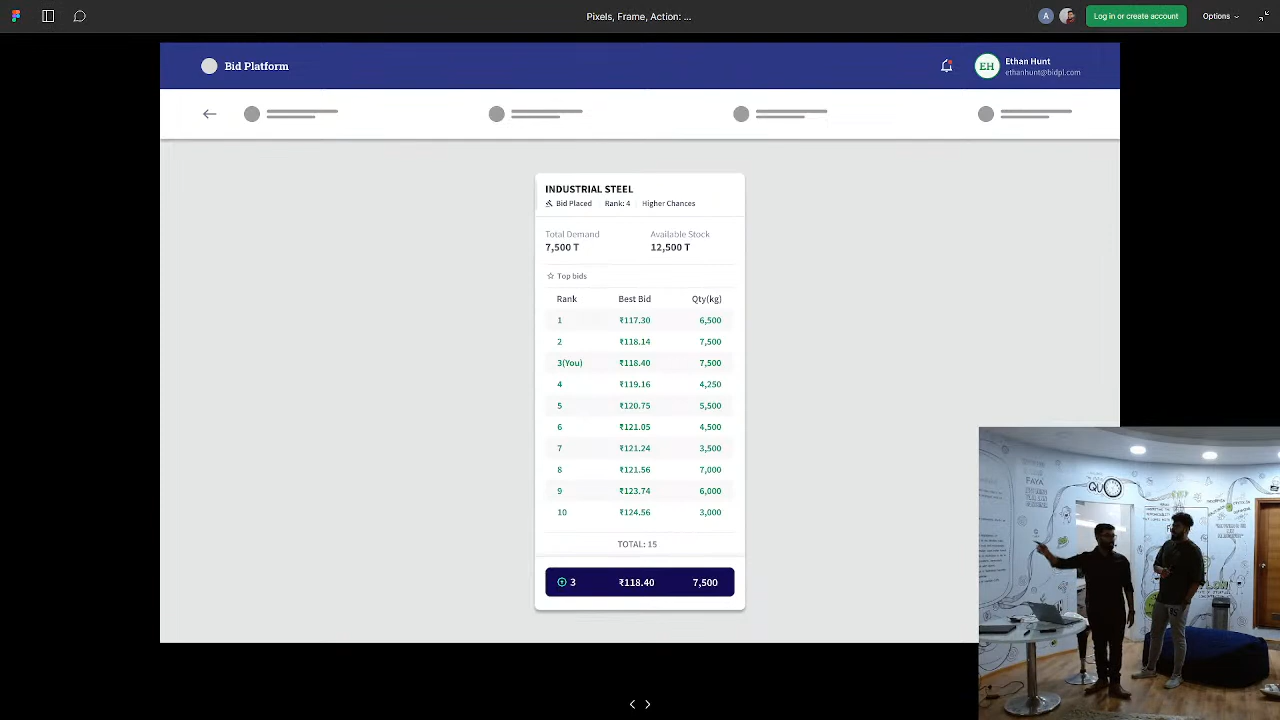 Pixels, Frame, Action: ...
A
Log in or create account
Options
Bid Platform
EH
Ethan Hunt
ethanhunt@bidpl.com
INDUSTRIAL STEEL
Bid Placed Rank: 4 Higher Chances
Total Demand Available Stock
7,500 T 12,500 T
Top bids
Rank Best Bid Qty(kg)
1 ₹117.30 6,500
2 ₹118.14 7,500
3(You) ₹118.40 7,500
4 ₹119.16 4,250
5 ₹120.75 5,500
6 ₹121.05 4,500
7 ₹121.24 3,500
8 ₹121.56 7,000
9 ₹123.74 6,000
10 ₹124.56 3,000
TOTAL: 15
3 ₹118.40 7,500
FAYA